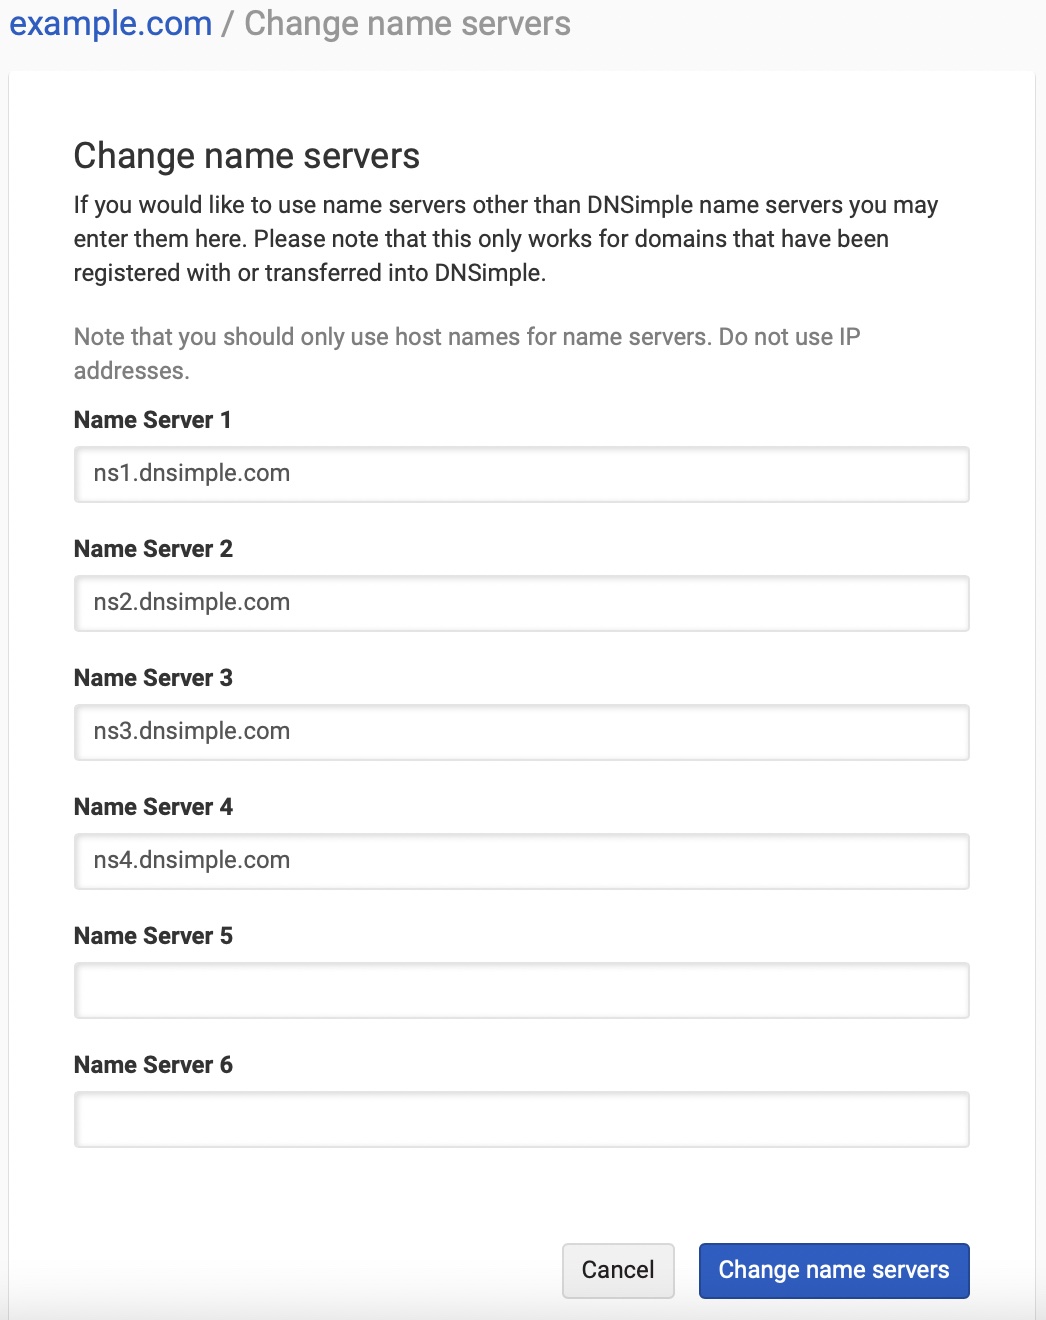 example.com / Change name servers
Change name servers
If you would like to use name servers other than DNSimple name servers you may
enter them here. Please note that this only works for domains that have been
registered with or transferred into DNSimple.
Note that you should only use host names for name servers. Do not use IP
addresses.
Name Server 1
ns1.dnsimple.com
Name Server 2
ns2.dnsimple.com
Name Server 3
ns3.dnsimple.com
Name Server 4
ns4.dnsimple.com
Name Server 5
Name Server 6
Cancel
Change name servers